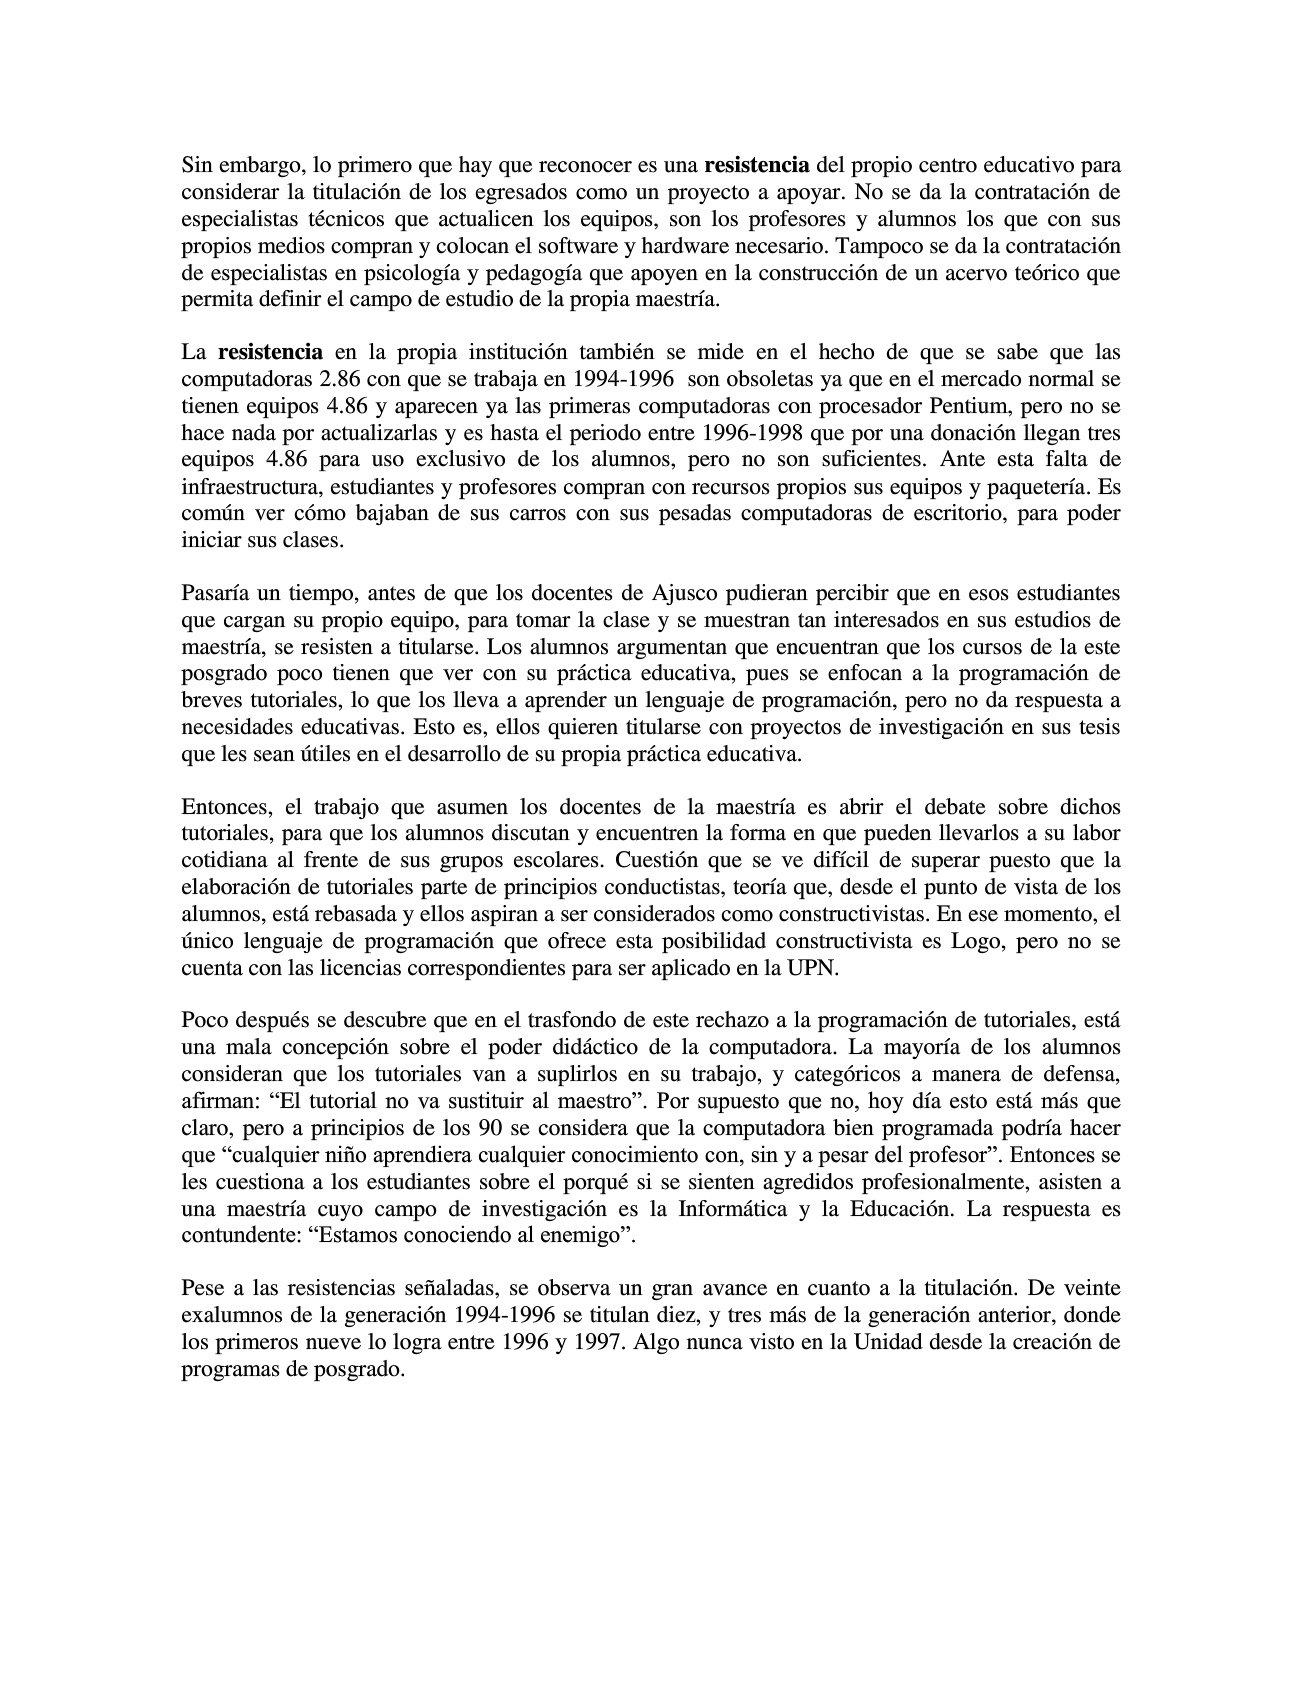 Sin embargo, lo primero que hay que reconocer es una resistencia del propio centro educativo para
considerar la titulación de los egresados como un proyecto a apoyar. No se da la contratación de
especialistas técnicos que actualicen los equipos, son los profesores y alumnos los que con sus
propios medios compran y colocan el software y hardware necesario. Tampoco se da la contratación
de especialistas en psicología y pedagogía que apoyen en la construcción de un acervo teórico que
permita definir el campo de estudio de la propia maestría.
La resistencia en la propia institución también se mide en el hecho de que se sabe que las
computadoras 2.86 con que se trabaja en 1994-1996 son obsoletas ya que en el mercado normal se
tienen equipos 4.86 y aparecen ya las primeras computadoras con procesador Pentium, pero no se
hace nada por actualizarlas y es hasta el periodo entre 1996-1998 que por una donación llegan tres
equipos 4.86 para uso exclusivo de los alumnos, pero no son suficientes. Ante esta falta de
infraestructura, estudiantes y profesores compran con recursos propios sus equipos y paquetería. Es
común ver cómo bajaban de sus carros con sus pesadas computadoras de escritorio, para poder
iniciar sus clases.
Pasaría un tiempo, antes de que los docentes de Ajusco pudieran percibir que en esos estudiantes
que cargan su propio equipo, para tomar la clase y se muestran tan interesados en sus estudios de
maestría, se resisten a titularse. Los alumnos argumentan que encuentran que los cursos de la este
posgrado poco tienen que ver con su práctica educativa, pues se enfocan a la programación de
breves tutoriales, lo que los lleva a aprender un lenguaje de programación, pero no da respuesta a
necesidades educativas. Esto es, ellos quieren titularse con proyectos de investigación en sus tesis
que les sean útiles en el desarrollo de su propia práctica educativa.
Entonces, el trabajo que asumen los docentes de la maestría es abrir el debate sobre dichos
tutoriales, para que los alumnos discutan y encuentren la forma en que pueden llevarlos a su labor
cotidiana al frente de sus grupos escolares. Cuestión que se ve difícil de superar puesto que la
elaboración de tutoriales parte de principios conductistas, teoría que, desde el punto de vista de los
alumnos, está rebasada y ellos aspiran a ser considerados como constructivistas. En ese momento, el
único lenguaje de programación que ofrece esta posibilidad constructivista es Logo, pero no se
cuenta con las licencias correspondientes para ser aplicado en la UPN.
Poco después se descubre que en el trasfondo de este rechazo a la programación de tutoriales, está
una mala concepción sobre el poder didáctico de la computadora. La mayoría de los alumnos
consideran que los tutoriales van a suplirlos en su trabajo, y categóricos a manera de defensa,
afirman: “El tutorial no va sustituir al maestro”. Por supuesto que no, hoy día esto está más que
claro, pero a principios de los 90 se considera que la computadora bien programada podría hacer
que “cualquier niño aprendiera cualquier conocimiento con, sin y a pesar del profesor”. Entonces se
les cuestiona a los estudiantes sobre el porqué si se sienten agredidos profesionalmente, asisten a
una maestría cuyo campo de investigación es la Informática y la Educación. La respuesta es
contundente: “Estamos conociendo al enemigo”.
Pese a las resistencias señaladas, se observa un gran avance en cuanto a la titulación. De veinte
exalumnos de la generación 1994-1996 se titulan diez, y tres más de la generación anterior, donde
los primeros nueve lo logra entre 1996 y 1997. Algo nunca visto en la Unidad desde la creación de
programas de posgrado.